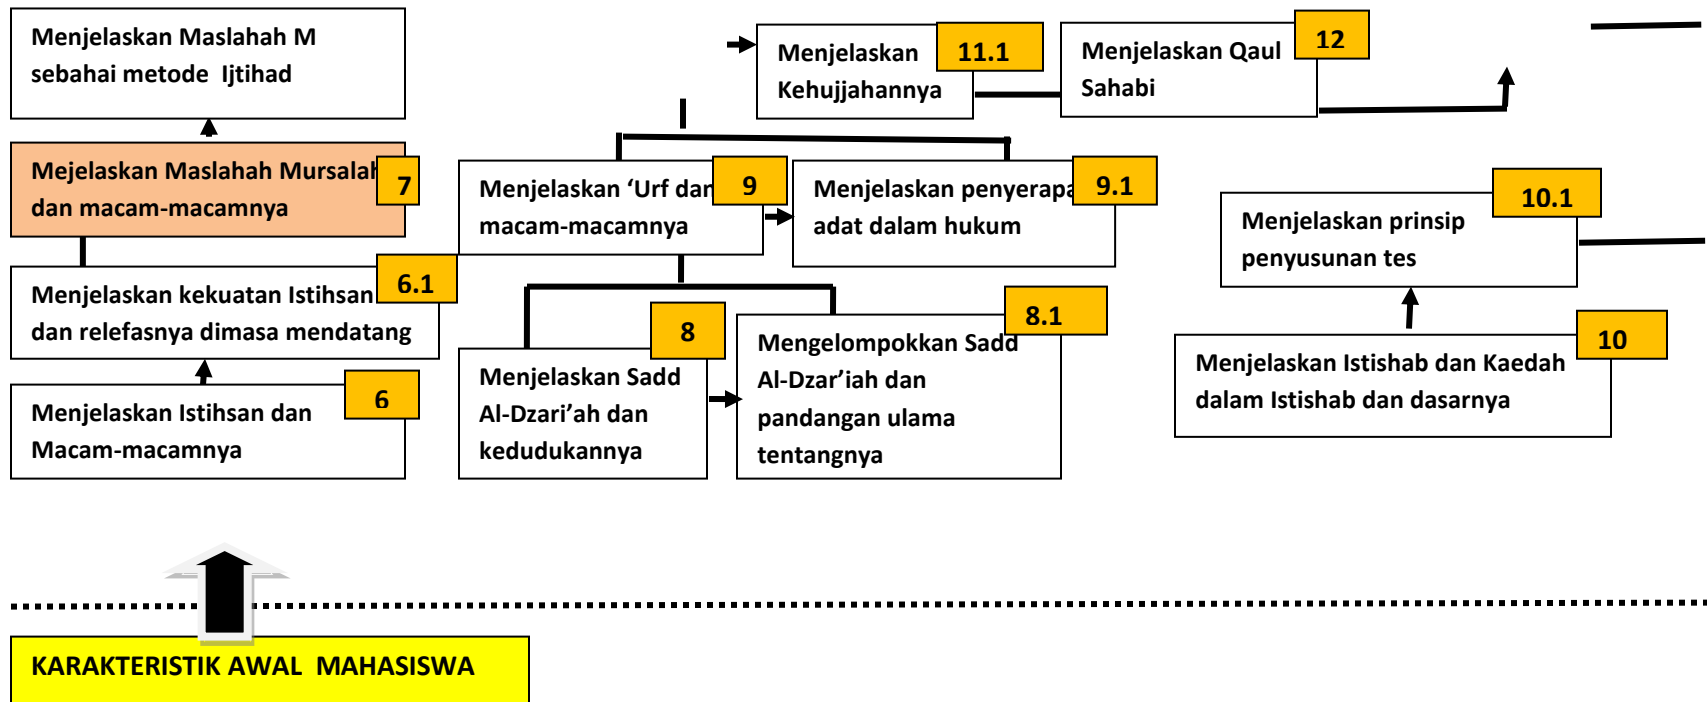 Menjelaskan Maslahah M
sebahai metode Ijtihad
Menjelaskan
Kehujjahannya
11.1
Menjelaskan Qaul
Sahabi
12
Mejelaskan Maslahah Mursalah
dan macam-macamnya
7
Menjelaskan ‘Urf dan
macam-macamnya
9
Menjelaskan penyerapa
adat dalam hukum
9.1
Menjelaskan prinsip
penyusunan tes
10.1
Menjelaskan kekuatan Istihsan
dan relefasnya dimasa mendatang
6.1
Menjelaskan Istihsan dan
Macam-macamnya
6
Menjelaskan Sadd
Al-Dzari’ah dan
kedudukannya
8
Mengelompokkan Sadd
Al-Dzar’iah dan
pandangan ulama
tentangnya
8.1
Menjelaskan Istishab dan Kaedah
dalam Istishab dan dasarnya
10
KARAKTERISTIK AWAL MAHASISWA